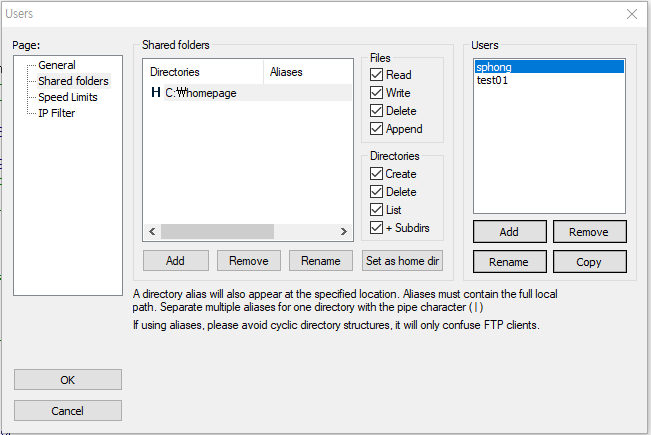 Users
Page:
General
Shared folders
Speed Limits
IP Filter
Shared folders
Directories Aliases
H C:₩homepage
Files
Read
Write
Delete
Append
Directories
Create
Delete
List
+ Subdirs
Add Remove Rename Set as home dir
Users
sphong
test01
Add Remove
Rename Copy
A directory alias will also appear at the specified location. Aliases must contain the full local
path. Separate multiple aliases for one directory with the pipe character ( | )
If using aliases, please avoid cyclic directory structures, it will only confuse FTP clients.
OK
Cancel